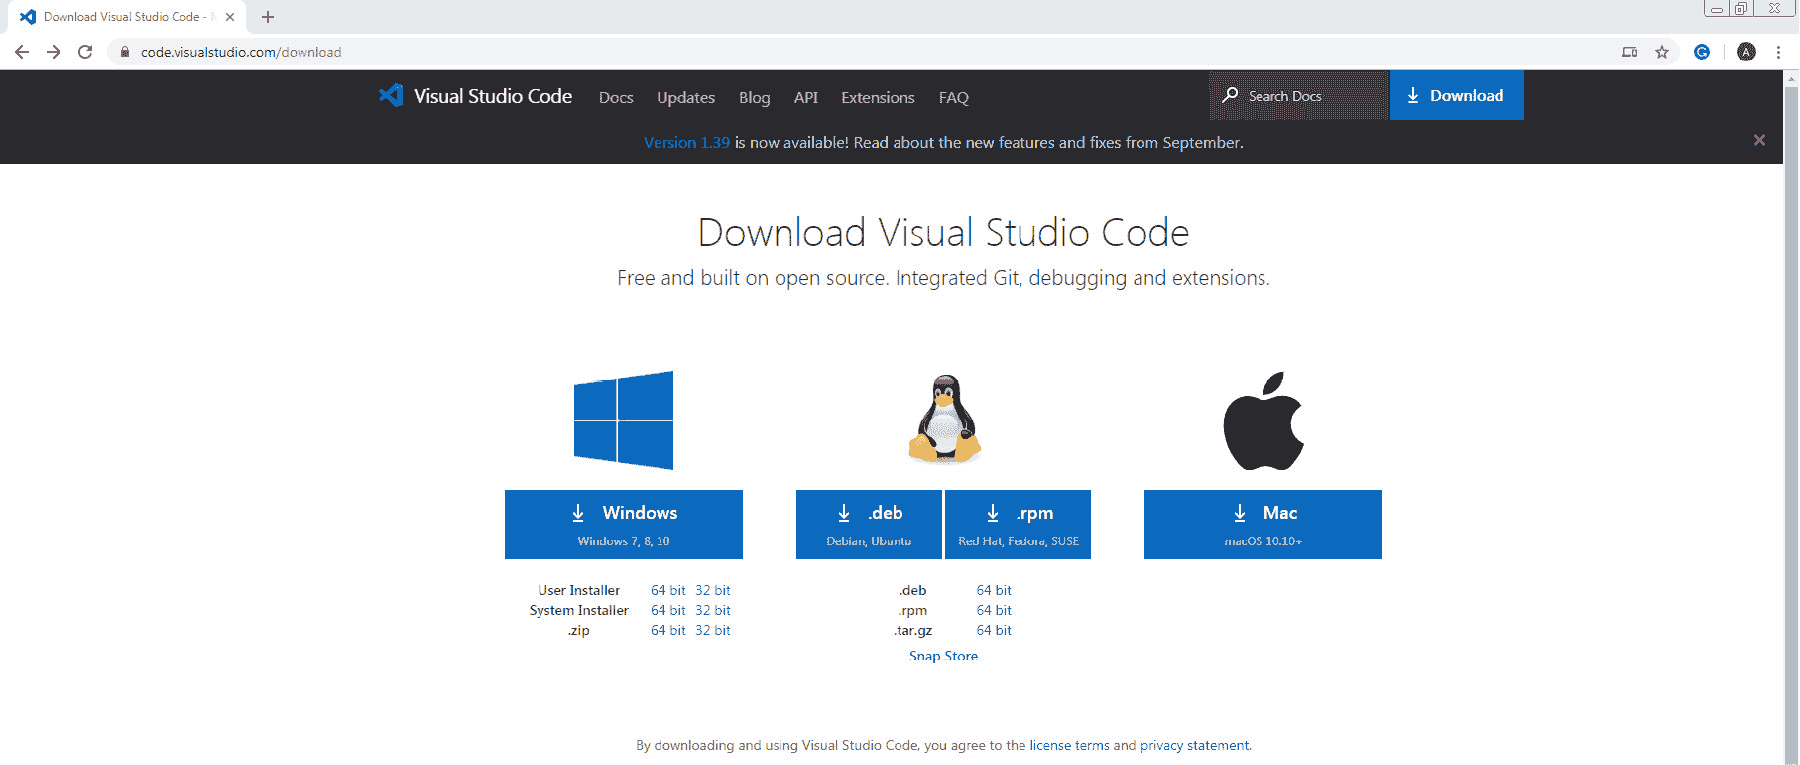 Download Visual Studio Code -
code.visualstudio.com/download
A
Visual Studio Code Docs Updates Blog API Extensions FAQ Search Docs Download
Version 1.39 is now available! Read about the new features and fixes from September.
Download Visual Studio Code
Free and built on open source. Integrated Git, debugging and extensions.
Windows
Windows 7, 8, 10
.deb
Debian, Ubuntu
.rpm
Red Hat, Fedora, SUSE
Mac
macOS 10.10+
User Installer 64 bit 32 bit
System Installer 64 bit 32 bit
.zip 64 bit 32 bit
.deb 64 bit
.rpm 64 bit
.tar.gz 64 bit
Snap Store
By downloading and using Visual Studio Code, you agree to the license terms and privacy statement.